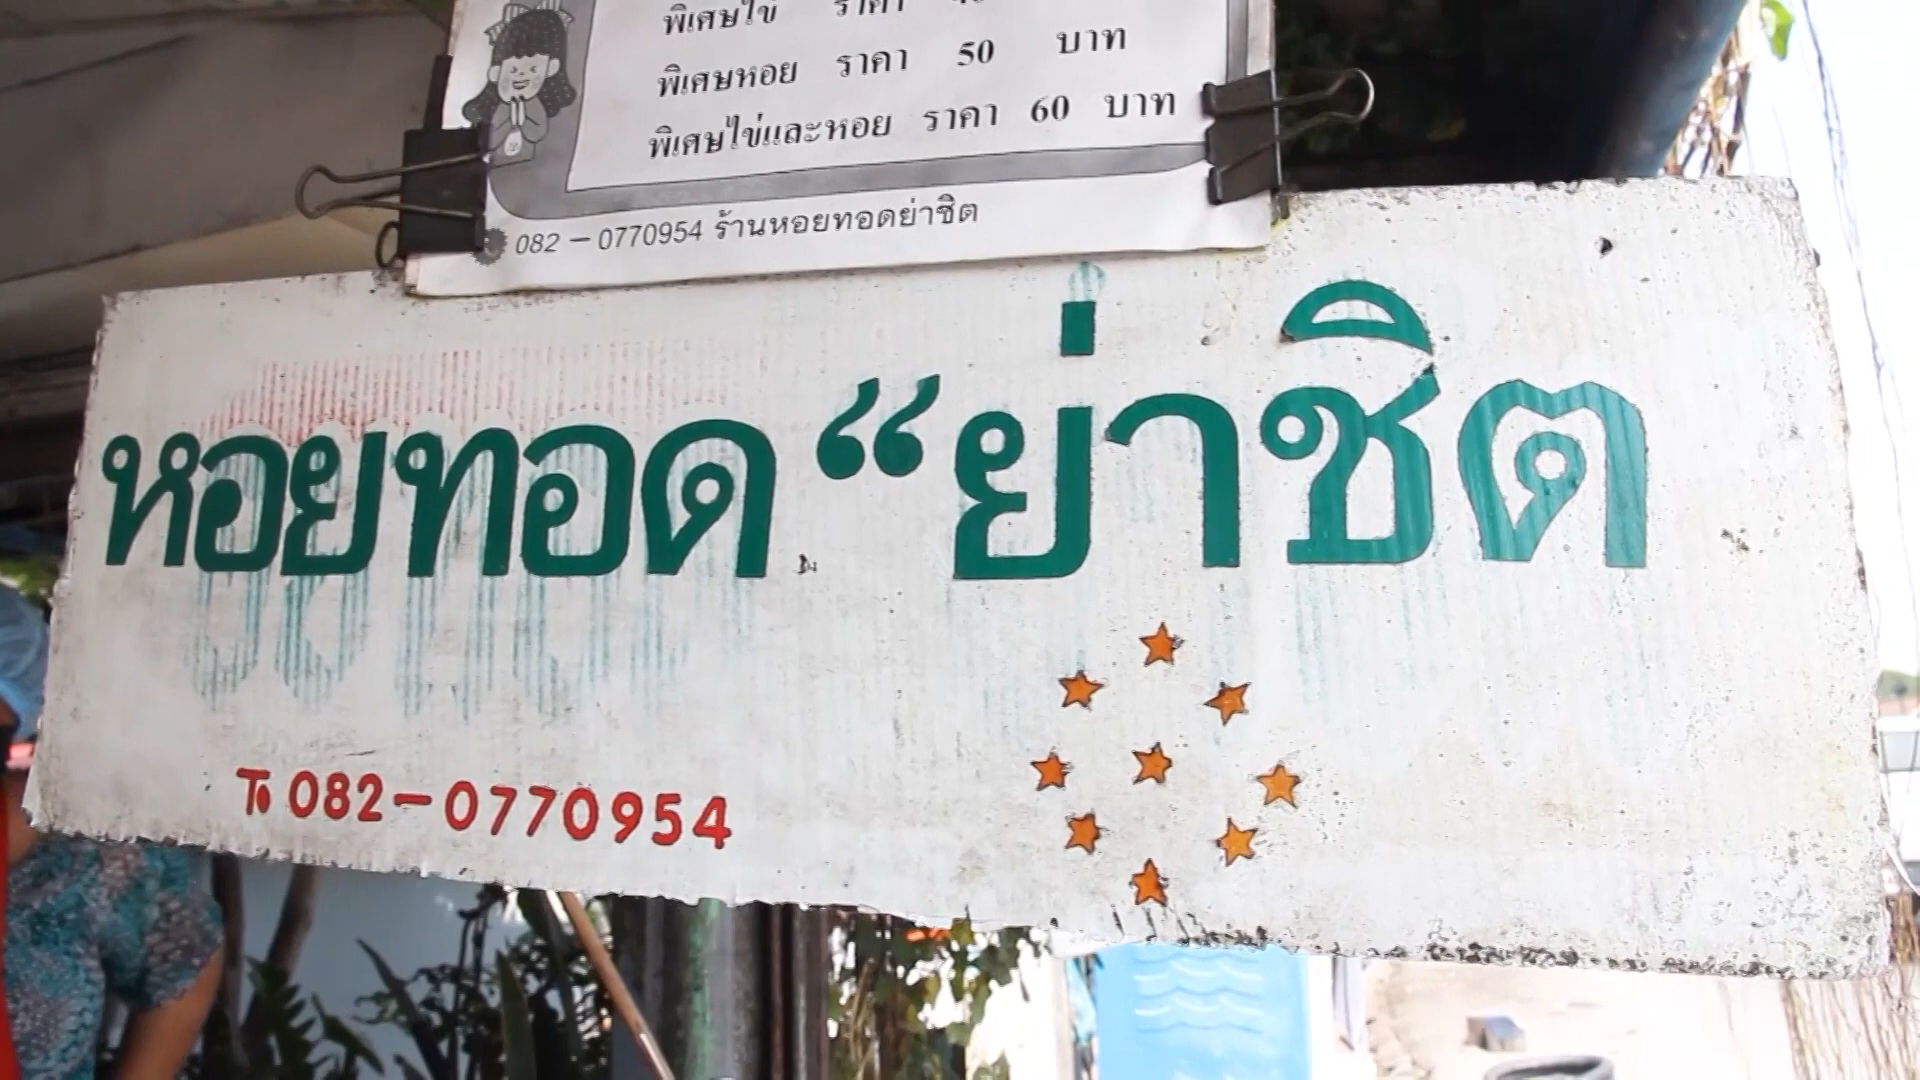 พิเศษไข่ ราคา
พิเศษหอย ราคา 50 บาท
พิเศษไข่และหอย ราคา 60 บาท
082 – 0770954 ร้านหอยทอดย่าชิต
หอยทอด “ย่าชิต
โท 082-0770954